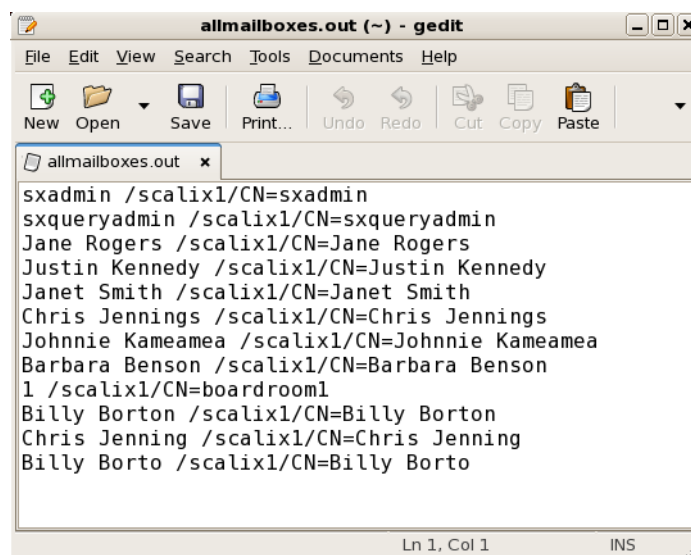 allmailboxes.out (~) - gedit
File Edit View Search Tools Documents Help
New Open Save Print... Undo Redo Cut Copy Paste
allmailboxes.out x
sxadmin /scalix1/CN=sxadmin
sxqueryadmin /scalix1/CN=sxqueryadmin
Jane Rogers /scalix1/CN=Jane Rogers
Justin Kennedy /scalix1/CN=Justin Kennedy
Janet Smith /scalix1/CN=Janet Smith
Chris Jennings /scalix1/CN=Chris Jennings
Johnnie Kameamea /scalix1/CN=Johnnie Kameamea
Barbara Benson /scalix1/CN=Barbara Benson
1 /scalix1/CN=boardroom1
Billy Borton /scalix1/CN=Billy Borton
Chris Jenning /scalix1/CN=Chris Jenning
Billy Borto /scalix1/CN=Billy Borto
Ln 1, Col 1 INS